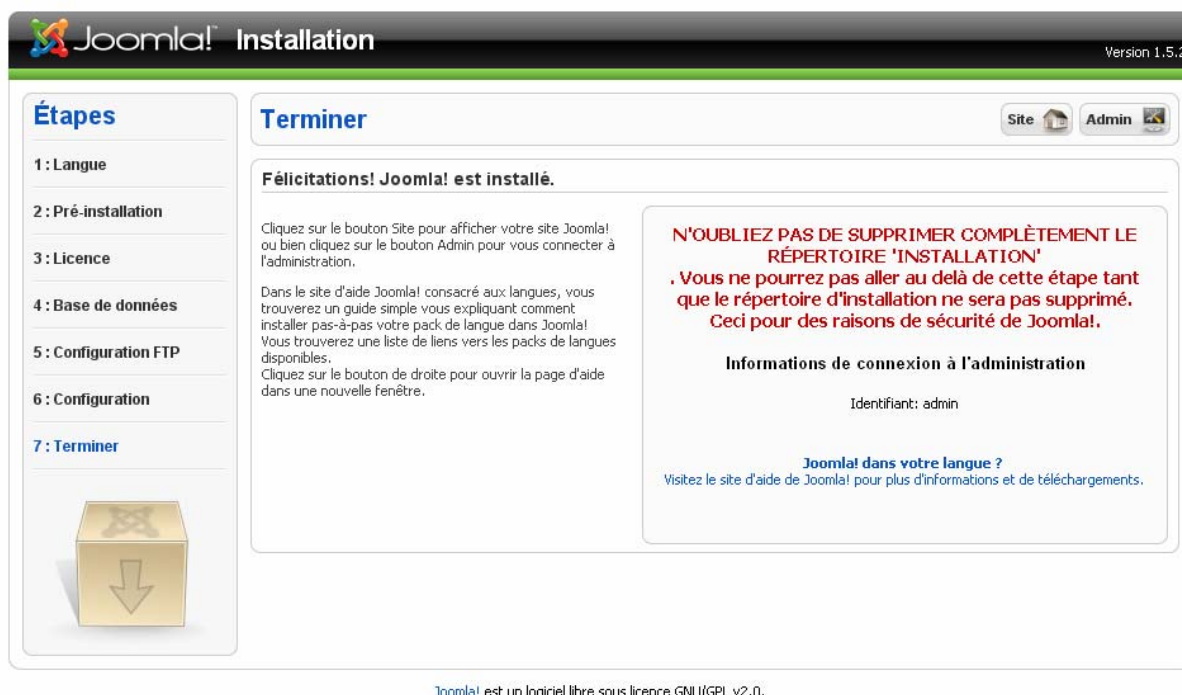 Joomla! Installation
Version 1.5.2
Étapes
1 : Langue
2 : Pré-installation
3 : Licence
4 : Base de données
5 : Configuration FTP
6 : Configuration
7 : Terminer
Terminer
Site
Admin
Félicitations! Joomla! est installé.
Cliquez sur le bouton Site pour afficher votre site Joomla!
ou bien cliquez sur le bouton Admin pour vous connecter à
l'administration.
Dans le site d'aide Joomla! consacré aux langues, vous
trouverez un guide simple vous expliquant comment
installer pas-à-pas votre pack de langue dans Joomla!
Vous trouverez une liste de liens vers les packs de langues
disponibles.
Cliquez sur le bouton de droite pour ouvrir la page d'aide
dans une nouvelle fenêtre.
N'OUBLIEZ PAS DE SUPPRIMER COMPLÈTEMENT LE
RÉPERTOIRE 'INSTALLATION'
. Vous ne pourrez pas aller au delà de cette étape tant
que le répertoire d'installation ne sera pas supprimé.
Ceci pour des raisons de sécurité de Joomla!.
Informations de connexion à l'administration
Identifiant: admin
Joomla! dans votre langue ?
Visitez le site d'aide de Joomla! pour plus d'informations et de téléchargements.
Joomla! est un logiciel libre sous licence GNU/GPL v2.0.